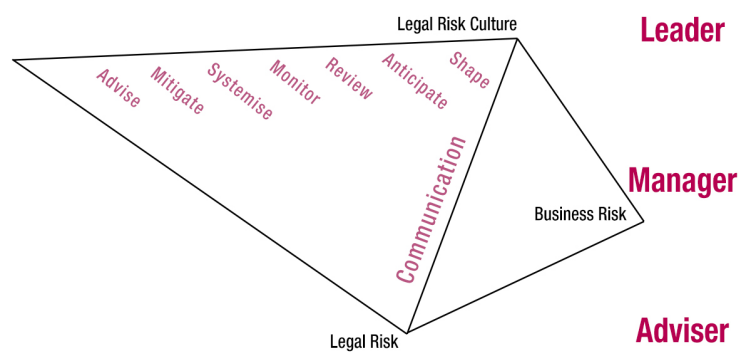 Legal Risk Culture
Leader
Advise
Mitigate
Systemise
Monitor
Review
Anticipate
Shape
Communication
Manager
Business Risk
Adviser
Legal Risk